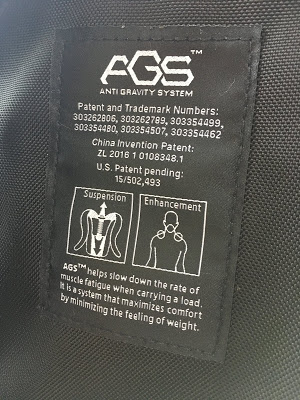 AGS™
ANTI GRAVITY SYSTEM
Patent and Trademark Numbers:
303262806, 303262789, 303354499,
303354480, 303354507, 303354462
China Invention Patent:
ZL 2016 1 0108348.1
U.S. Patent pending:
15/502,493
Suspension Enhancement
AGS™ helps slow down the rate of
muscle fatigue when carrying a load.
It is a system that maximizes comfort
by minimizing the feeling of weight.